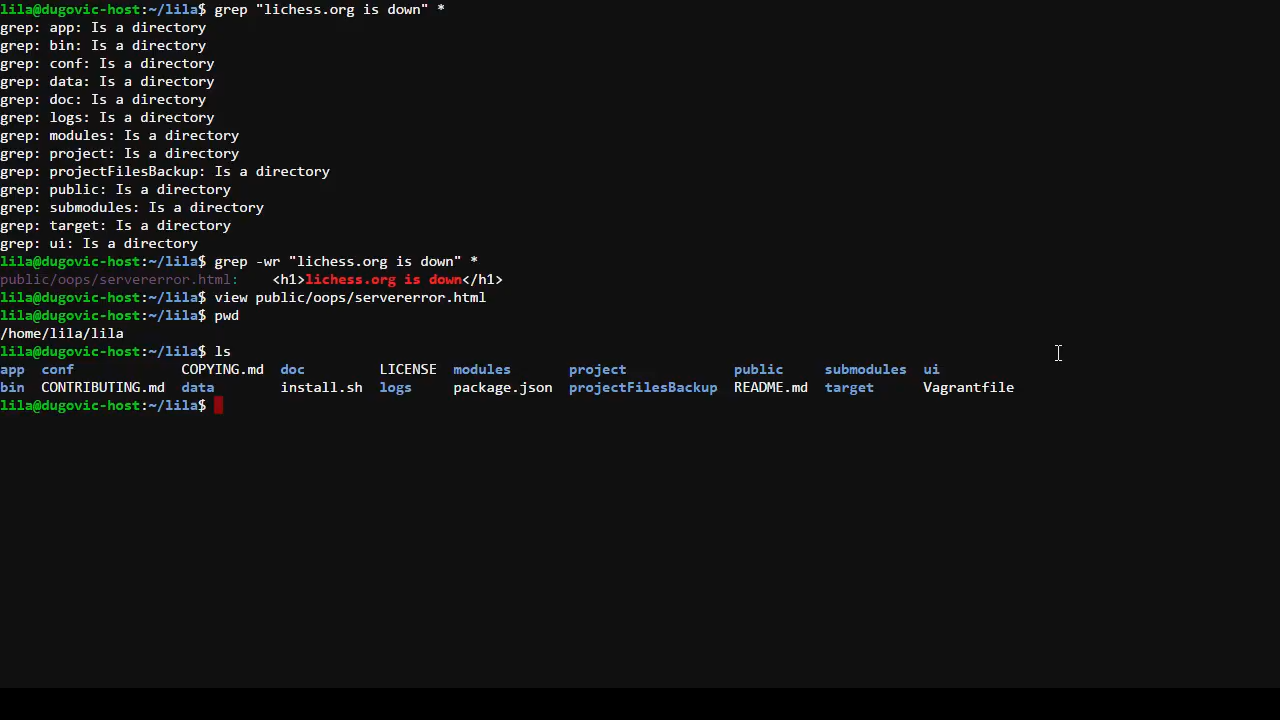 lila@dugovic-host:~/lila$ grep "lichess.org is down" *
grep: app: Is a directory
grep: bin: Is a directory
grep: conf: Is a directory
grep: data: Is a directory
grep: doc: Is a directory
grep: logs: Is a directory
grep: modules: Is a directory
grep: project: Is a directory
grep: projectFilesBackup: Is a directory
grep: public: Is a directory
grep: submodules: Is a directory
grep: target: Is a directory
grep: ui: Is a directory
lila@dugovic-host:~/lila$ grep -wr "lichess.org is down" *
public/oops/servererror.html:    <h1>lichess.org is down</h1>
lila@dugovic-host:~/lila$ view public/oops/servererror.html
lila@dugovic-host:~/lila$ pwd
/home/lila/lila
lila@dugovic-host:~/lila$ ls
app  conf             COPYING.md  doc         LICENSE  modules       project             public     submodules  ui
bin  CONTRIBUTING.md  data        install.sh  logs     package.json  projectFilesBackup  README.md  target      Vagrantfile
lila@dugovic-host:~/lila$